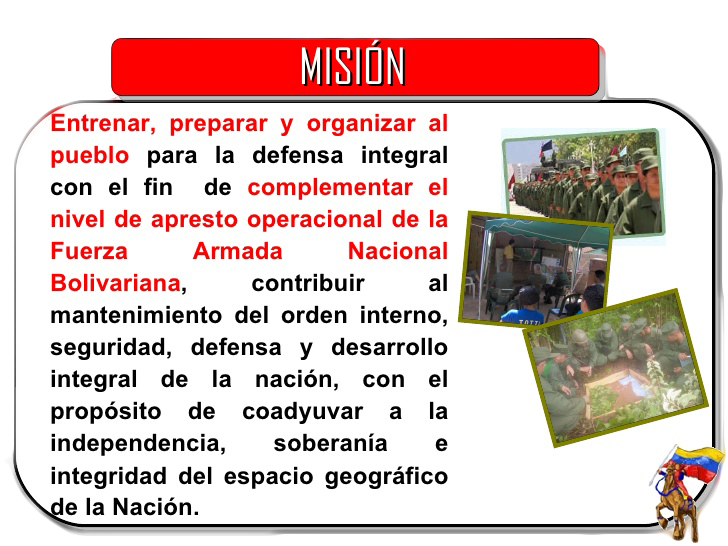 MISIÓN
Entrenar, preparar y organizar al
pueblo para la defensa integral
con el fin de complementar el
nivel de apresto operacional de la
Fuerza Armada Nacional
Bolivariana, contribuir al
mantenimiento del orden interno,
seguridad, defensa y desarrollo
integral de la nación, con el
propósito de coadyuvar a la
independencia, soberanía e
integridad del espacio geográfico
de la Nación.